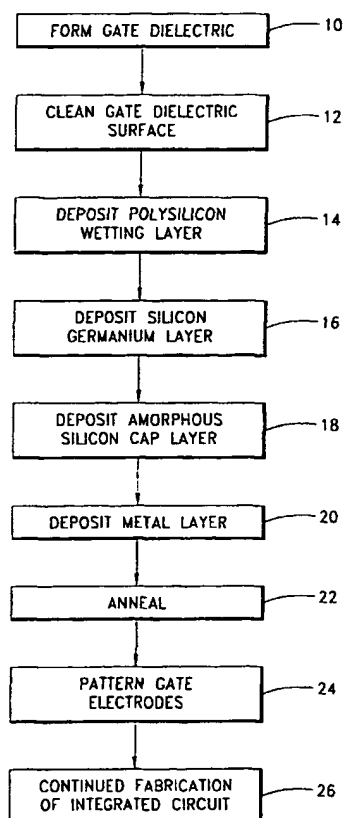 FORM GATE DIELECTRIC
10
CLEAN GATE DIELECTRIC
SURFACE
12
DEPOSIT POLYSILICON
WETTING LAYER
14
DEPOSIT SILICON
GERMANIUM LAYER
16
DEPOSIT AMORPHOUS
SILICON CAP LAYER
18
DEPOSIT METAL LAYER
20
ANNEAL
22
PATTERN GATE
ELECTRODES
24
CONTINUED FABRICATION
OF INTEGRATED CIRCUIT
26